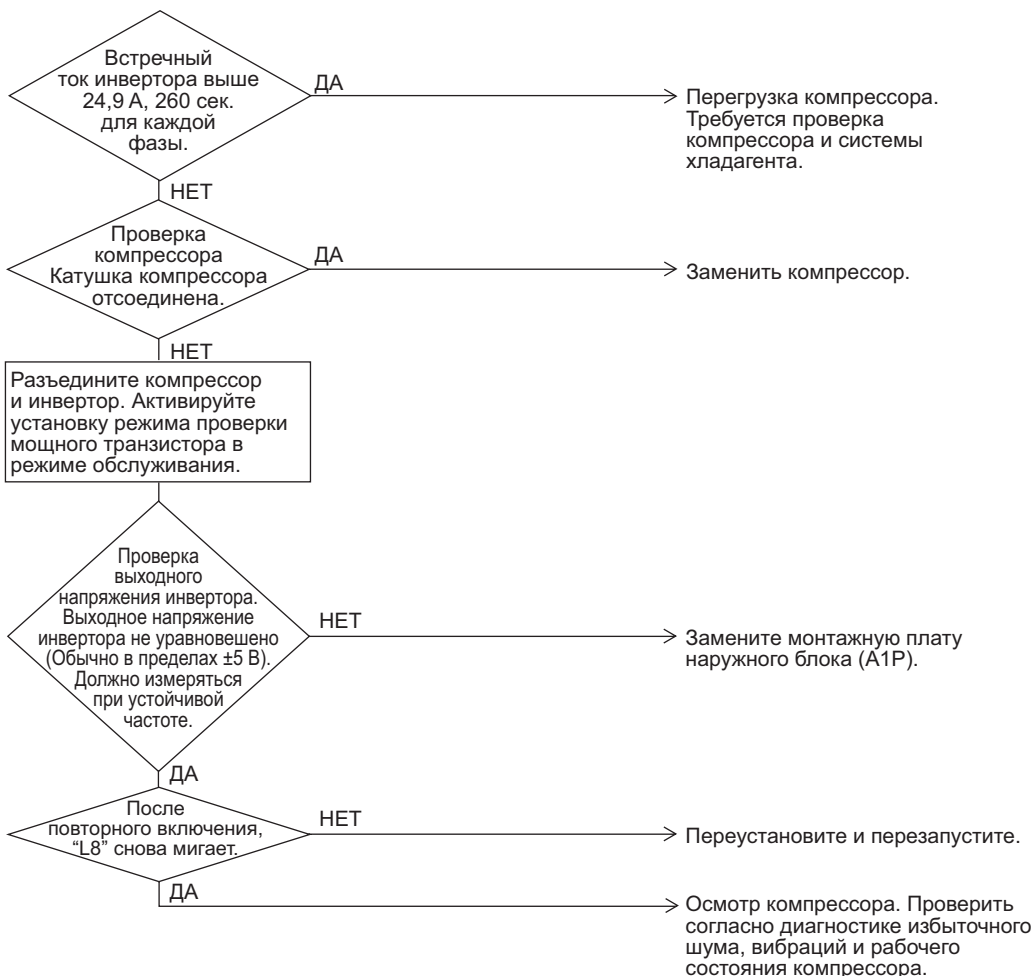 Встречный
ток инвертора выше
24,9 А, 260 сек.
для каждой
фазы.
ДА
Перегрузка компрессора.
Требуется проверка
компрессора и системы
хладагента.
НЕТ
Проверка
компрессора
Катушка компрессора
отсоединена.
ДА
Заменить компрессор.
НЕТ
Разъедините компрессор
и инвертор. Активируйте
установку режима проверки
мощного транзистора в
режиме обслуживания.
Проверка
выходного
напряжения инвертора.
Выходное напряжение
инвертора не уравновешено
(Обычно в пределах ±5 В).
Должно измеряться
при устойчивой
частоте.
НЕТ
Замените монтажную плату
наружного блока (A1P).
ДА
После
повторного включения,
“L8” снова мигает.
НЕТ
Переустановите и перезапустите.
ДА
Осмотр компрессора. Проверить
согласно диагностике избыточного
шума, вибраций и рабочего
состояния компрессора.